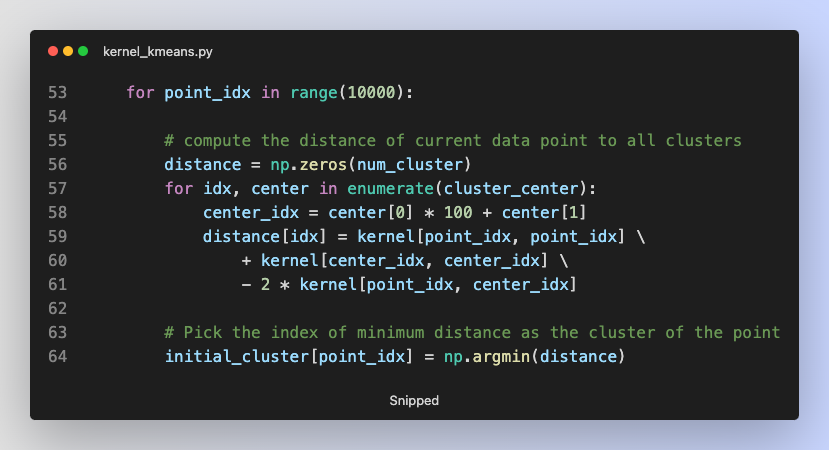 kernel_kmeans.py
53    for point_idx in range(10000):
54
55        # compute the distance of current data point to all clusters
56        distance = np.zeros(num_cluster)
57        for idx, center in enumerate(cluster_center):
58            center_idx = center[0] * 100 + center[1]
59            distance[idx] = kernel[point_idx, point_idx] \
60                + kernel[center_idx, center_idx] \
61                - 2 * kernel[point_idx, center_idx]
62
63        # Pick the index of minimum distance as the cluster of the point
64        initial_cluster[point_idx] = np.argmin(distance)
Snipped